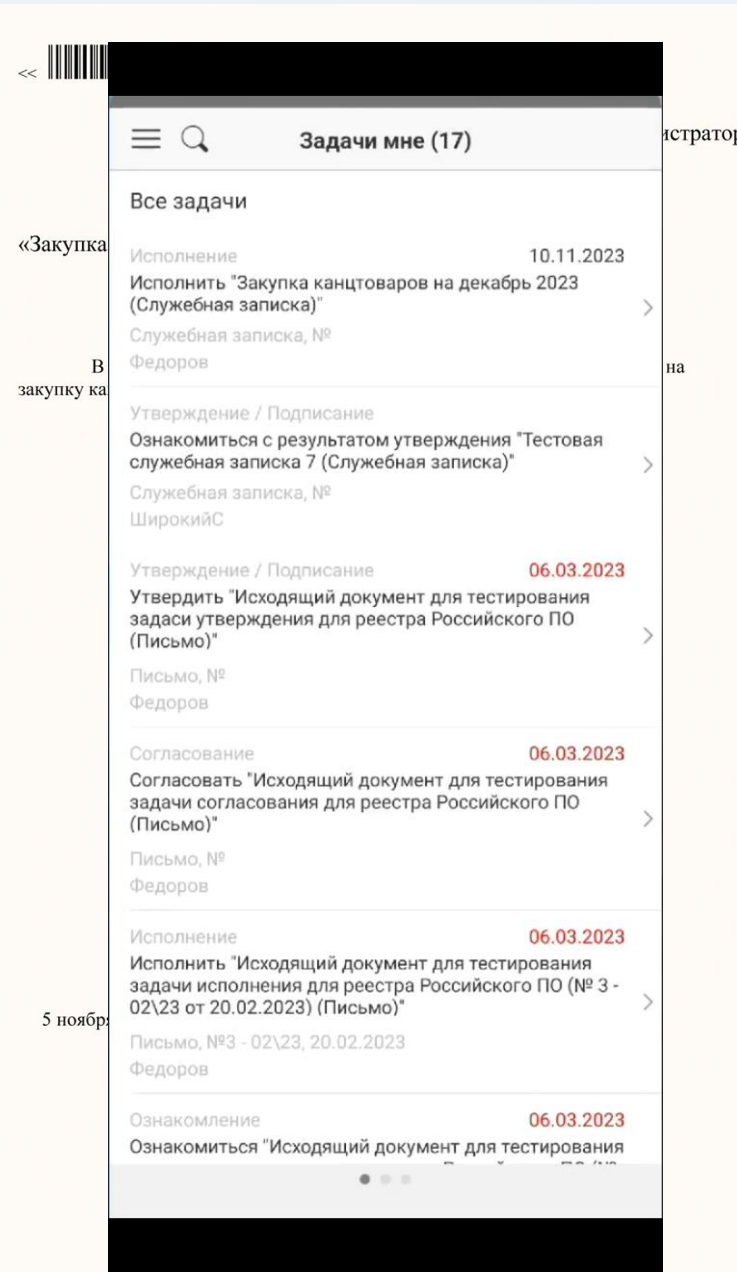 <<
истратор
Задачи мне (17)
Все задачи
«Закупка
Исполнение 10.11.2023
Исполнить "Закупка канцтоваров на декабрь 2023
(Служебная записка)"
Служебная записка, №
Федоров
В на
закупку ка
Утверждение / Подписание
Ознакомиться с результатом утверждения "Тестовая
служебная записка 7 (Служебная записка)"
Служебная записка, №
ШирокийС
Утверждение / Подписание 06.03.2023
Утвердить "Исходящий документ для тестирования
задаси утверждения для реестра Российского ПО
(Письмо)"
Письмо, №
Федоров
Согласование 06.03.2023
Согласовать "Исходящий документ для тестирования
задачи согласования для реестра Российского ПО
(Письмо)"
Письмо, №
Федоров
Исполнение 06.03.2023
Исполнить "Исходящий документ для тестирования
задачи исполнения для реестра Российского ПО (№ 3 -
02\23 от 20.02.2023) (Письмо)"
5 ноябр
Письмо, №3 - 02\23, 20.02.2023
Федоров
Ознакомление 06.03.2023
Ознакомиться "Исходящий документ для тестирования